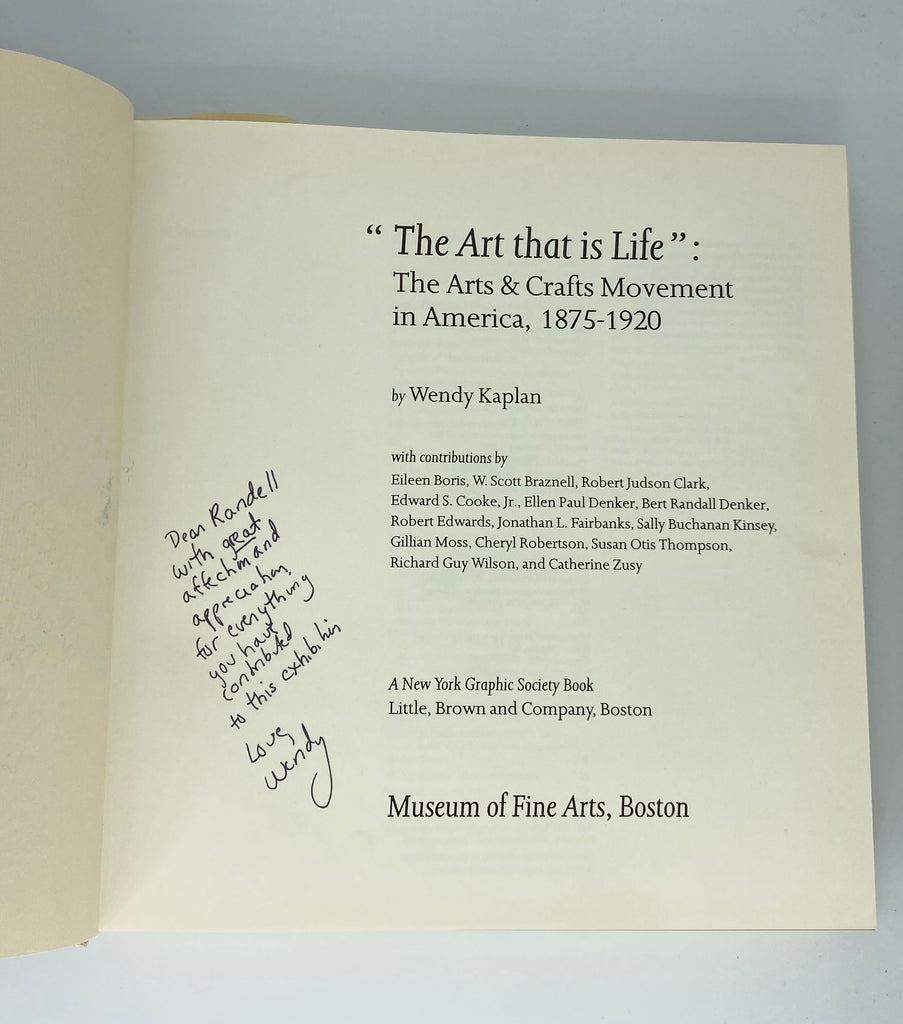 “The Art that is Life”:
The Arts & Crafts Movement
in America, 1875-1920
by Wendy Kaplan
with contributions by
Eileen Boris, W. Scott Braznell, Robert Judson Clark,
Edward S. Cooke, Jr., Ellen Paul Denker, Bert Randall Denker,
Robert Edwards, Jonathan L. Fairbanks, Sally Buchanan Kinsey,
Gillian Moss, Cheryl Robertson, Susan Otis Thompson,
Richard Guy Wilson, and Catherine Zusy
Dear Randell
with great
affection and
appreciation,
for everything
you have
contributed
to this exhibition
Love,
Wendy
A New York Graphic Society Book
Little, Brown and Company, Boston
Museum of Fine Arts, Boston